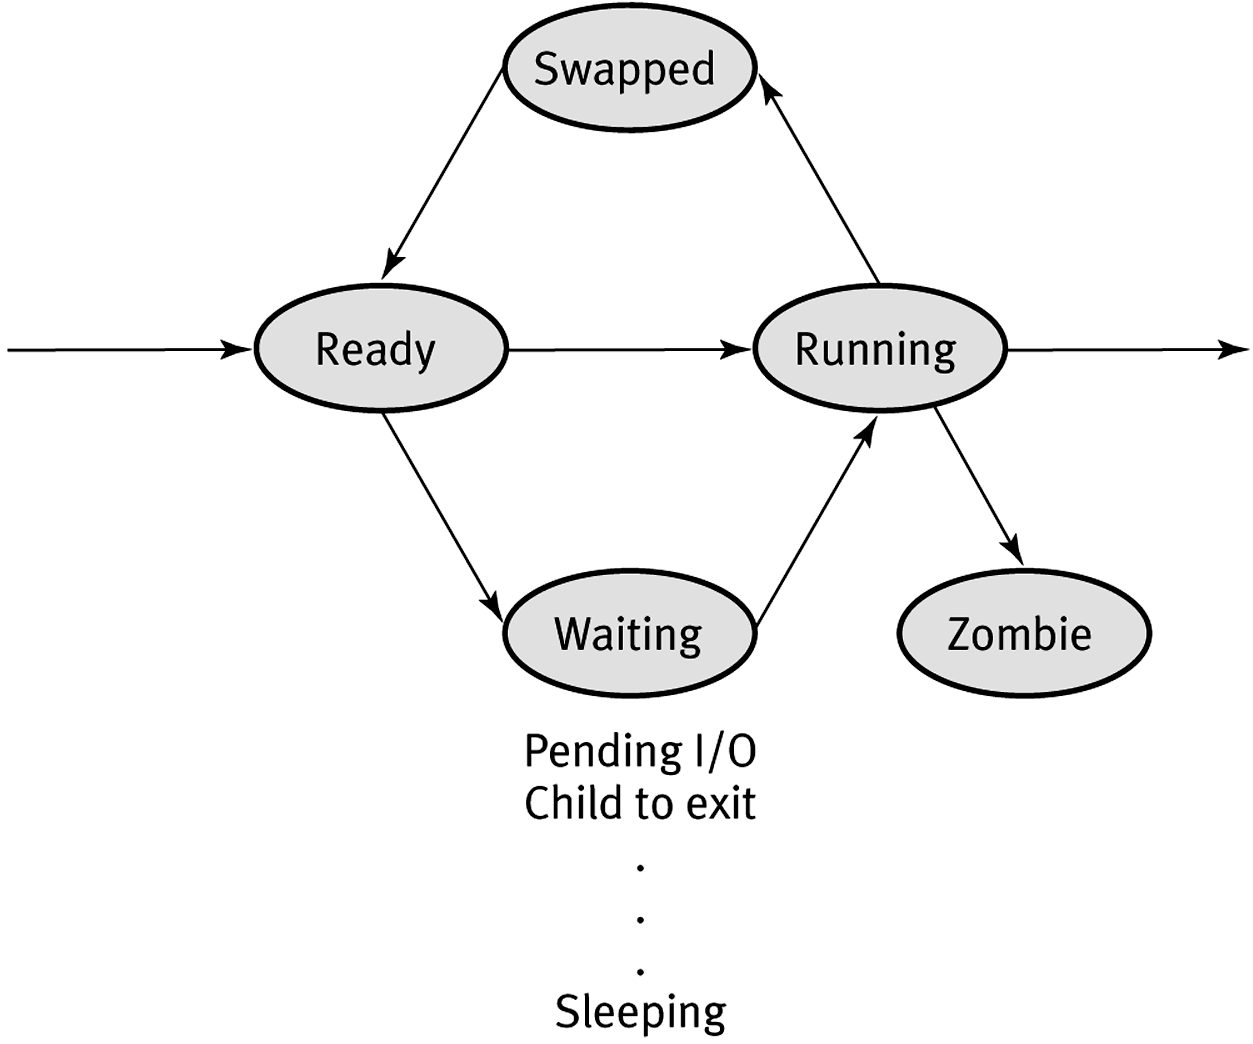 Swapped
Ready
Running
Waiting
Zombie
Pending I/O
Child to exit
.
.
.
Sleeping